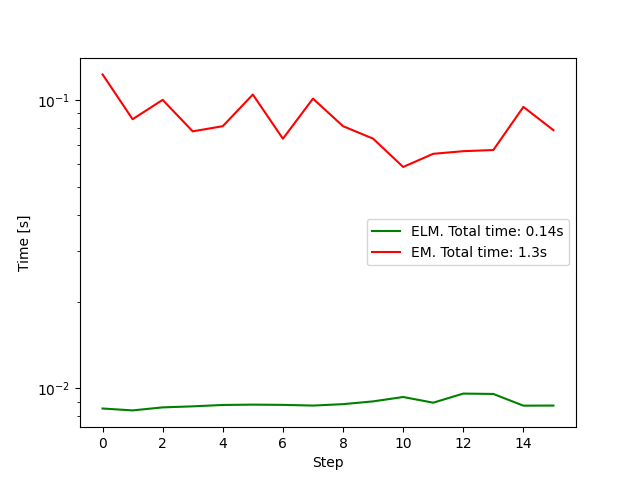 10⁻¹
10⁻²
Time [s]
ELM. Total time: 0.14s
EM. Total time: 1.3s
0 2 4 6 8 10 12 14
Step